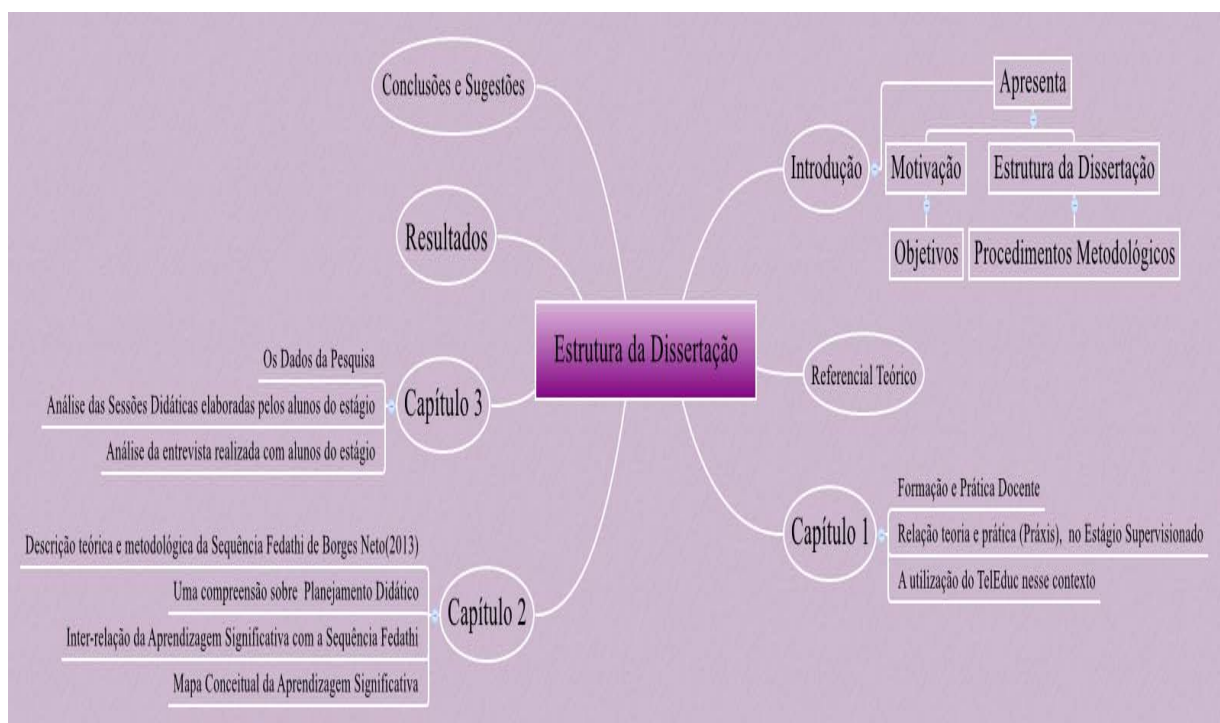 Estrutura da Dissertação
Introdução
Apresenta
Motivação
Estrutura da Dissertação
Objetivos
Procedimentos Metodológicos
Referencial Teórico
Capítulo 1
Formação e Prática Docente
Relação teoria e prática (Práxis), no Estágio Supervisionado
A utilização do TelEduc nesse contexto
Capítulo 2
Descrição teórica e metodológica da Sequência Fedathi de Borges Neto(2013)
Uma compreensão sobre Planejamento Didático
Inter-relação da Aprendizagem Significativa com a Sequência Fedathi
Mapa Conceitual da Aprendizagem Significativa
Capítulo 3
Os Dados da Pesquisa
Análise das Sessões Didáticas elaboradas pelos alunos do estágio
Análise da entrevista realizada com alunos do estágio
Resultados
Conclusões e Sugestões